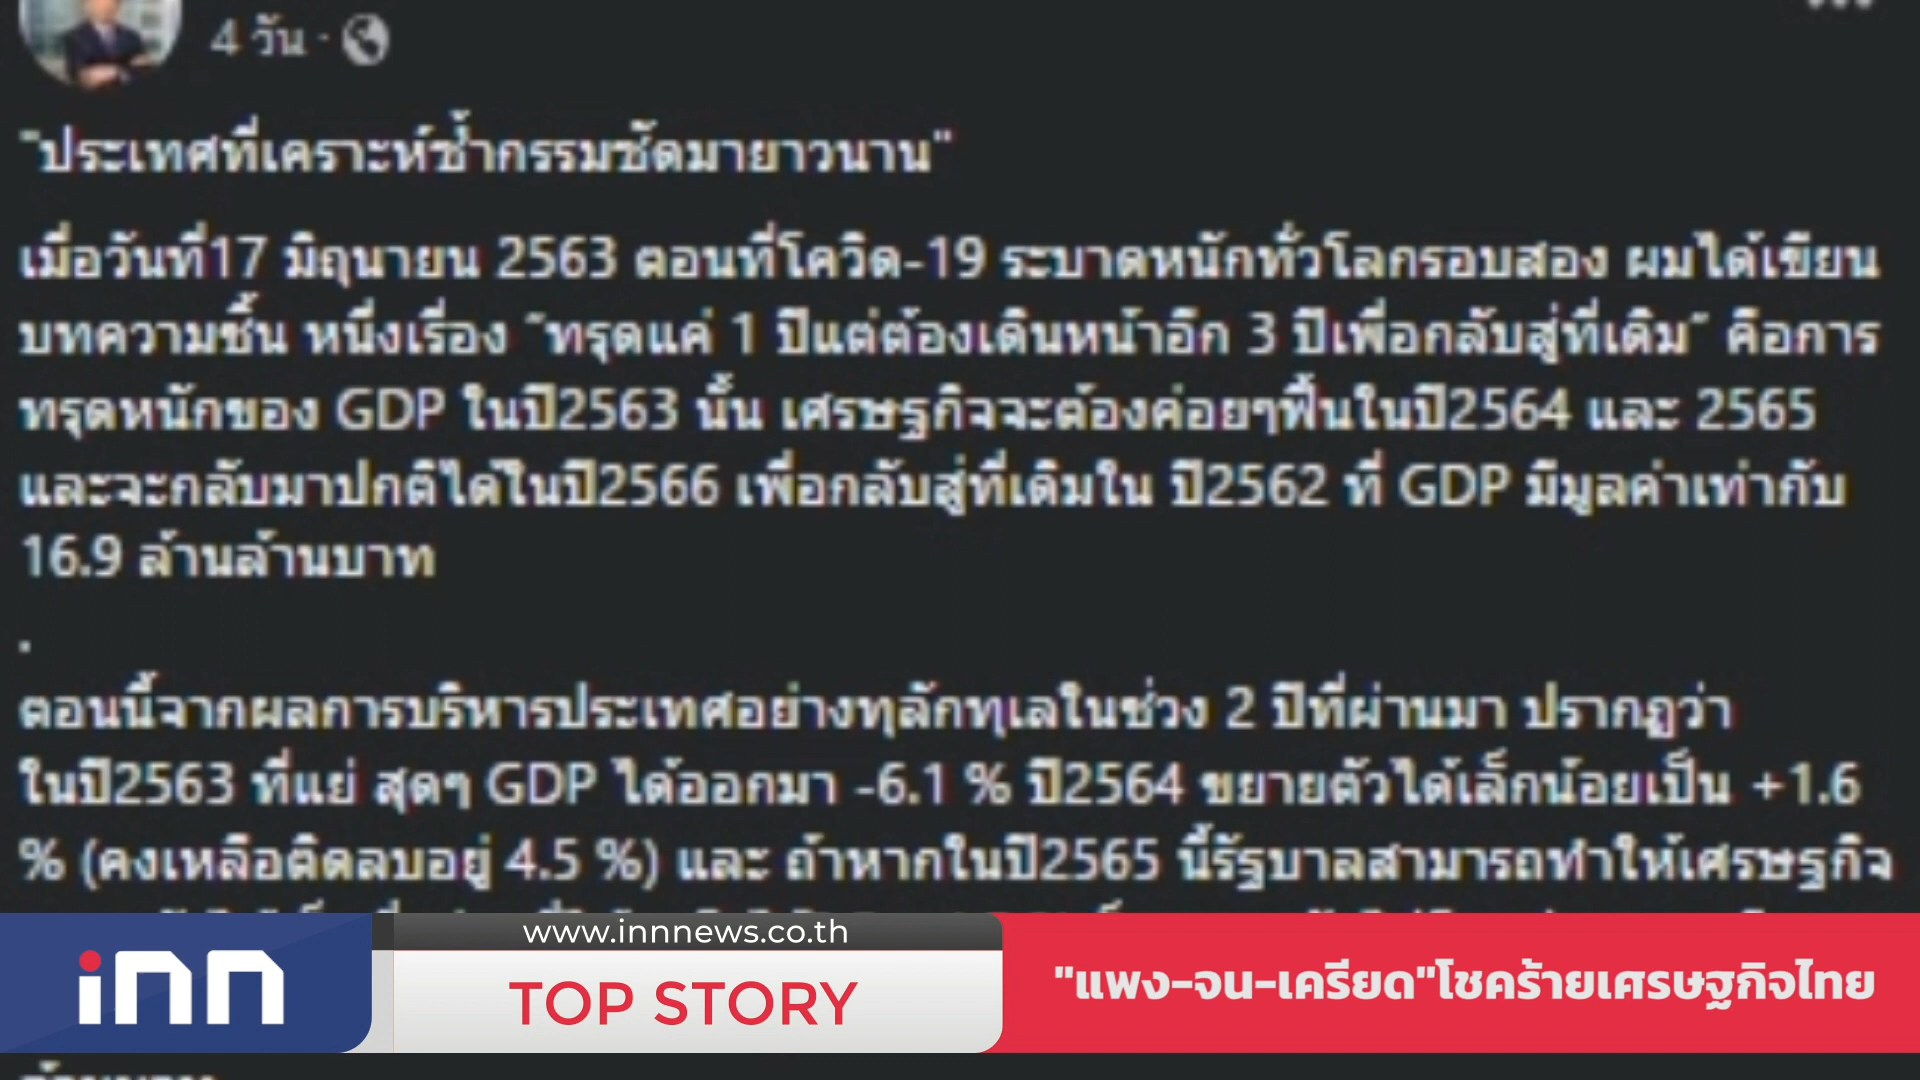 4 วัน ·
"ประเทศที่เคราะห์ซ้ำกรรมซัดมายาวนาน"
เมื่อวันที่17 มิถุนายน 2563 ตอนที่โควิด-19 ระบาดหนักทั่วโลกรอบสอง ผมได้เขียน
บทความชิ้น หนึ่งเรื่อง "ทรุดแค่ 1 ปีแต่ต้องเดินหน้าอีก 3 ปีเพื่อกลับสู่ที่เดิม" คือการ
ทรุดหนักของ GDP ในปี2563 นั้น เศรษฐกิจจะต้องค่อยๆฟื้นในปี2564 และ 2565
และจะกลับมาปกติได้ในปี2566 เพื่อกลับสู่ที่เดิมใน ปี2562 ที่ GDP มีมูลค่าเท่ากับ
16.9 ล้านล้านบาท
.
ตอนนี้จากผลการบริหารประเทศอย่างทุลักทุเลในช่วง 2 ปีที่ผ่านมา ปรากฏว่า
ในปี2563 ที่แย่ สุดๆ GDP ได้ออกมา -6.1 % ปี2564 ขยายตัวได้เล็กน้อยเป็น +1.6
% (คงเหลือติดลบอยู่ 4.5 %) และ ถ้าหากในปี2565 นี้รัฐบาลสามารถทำให้เศรษฐกิจ
inn
www.innnews.co.th
TOP STORY
"แพง-จน-เครียด"โชคร้ายเศรษฐกิจไทย